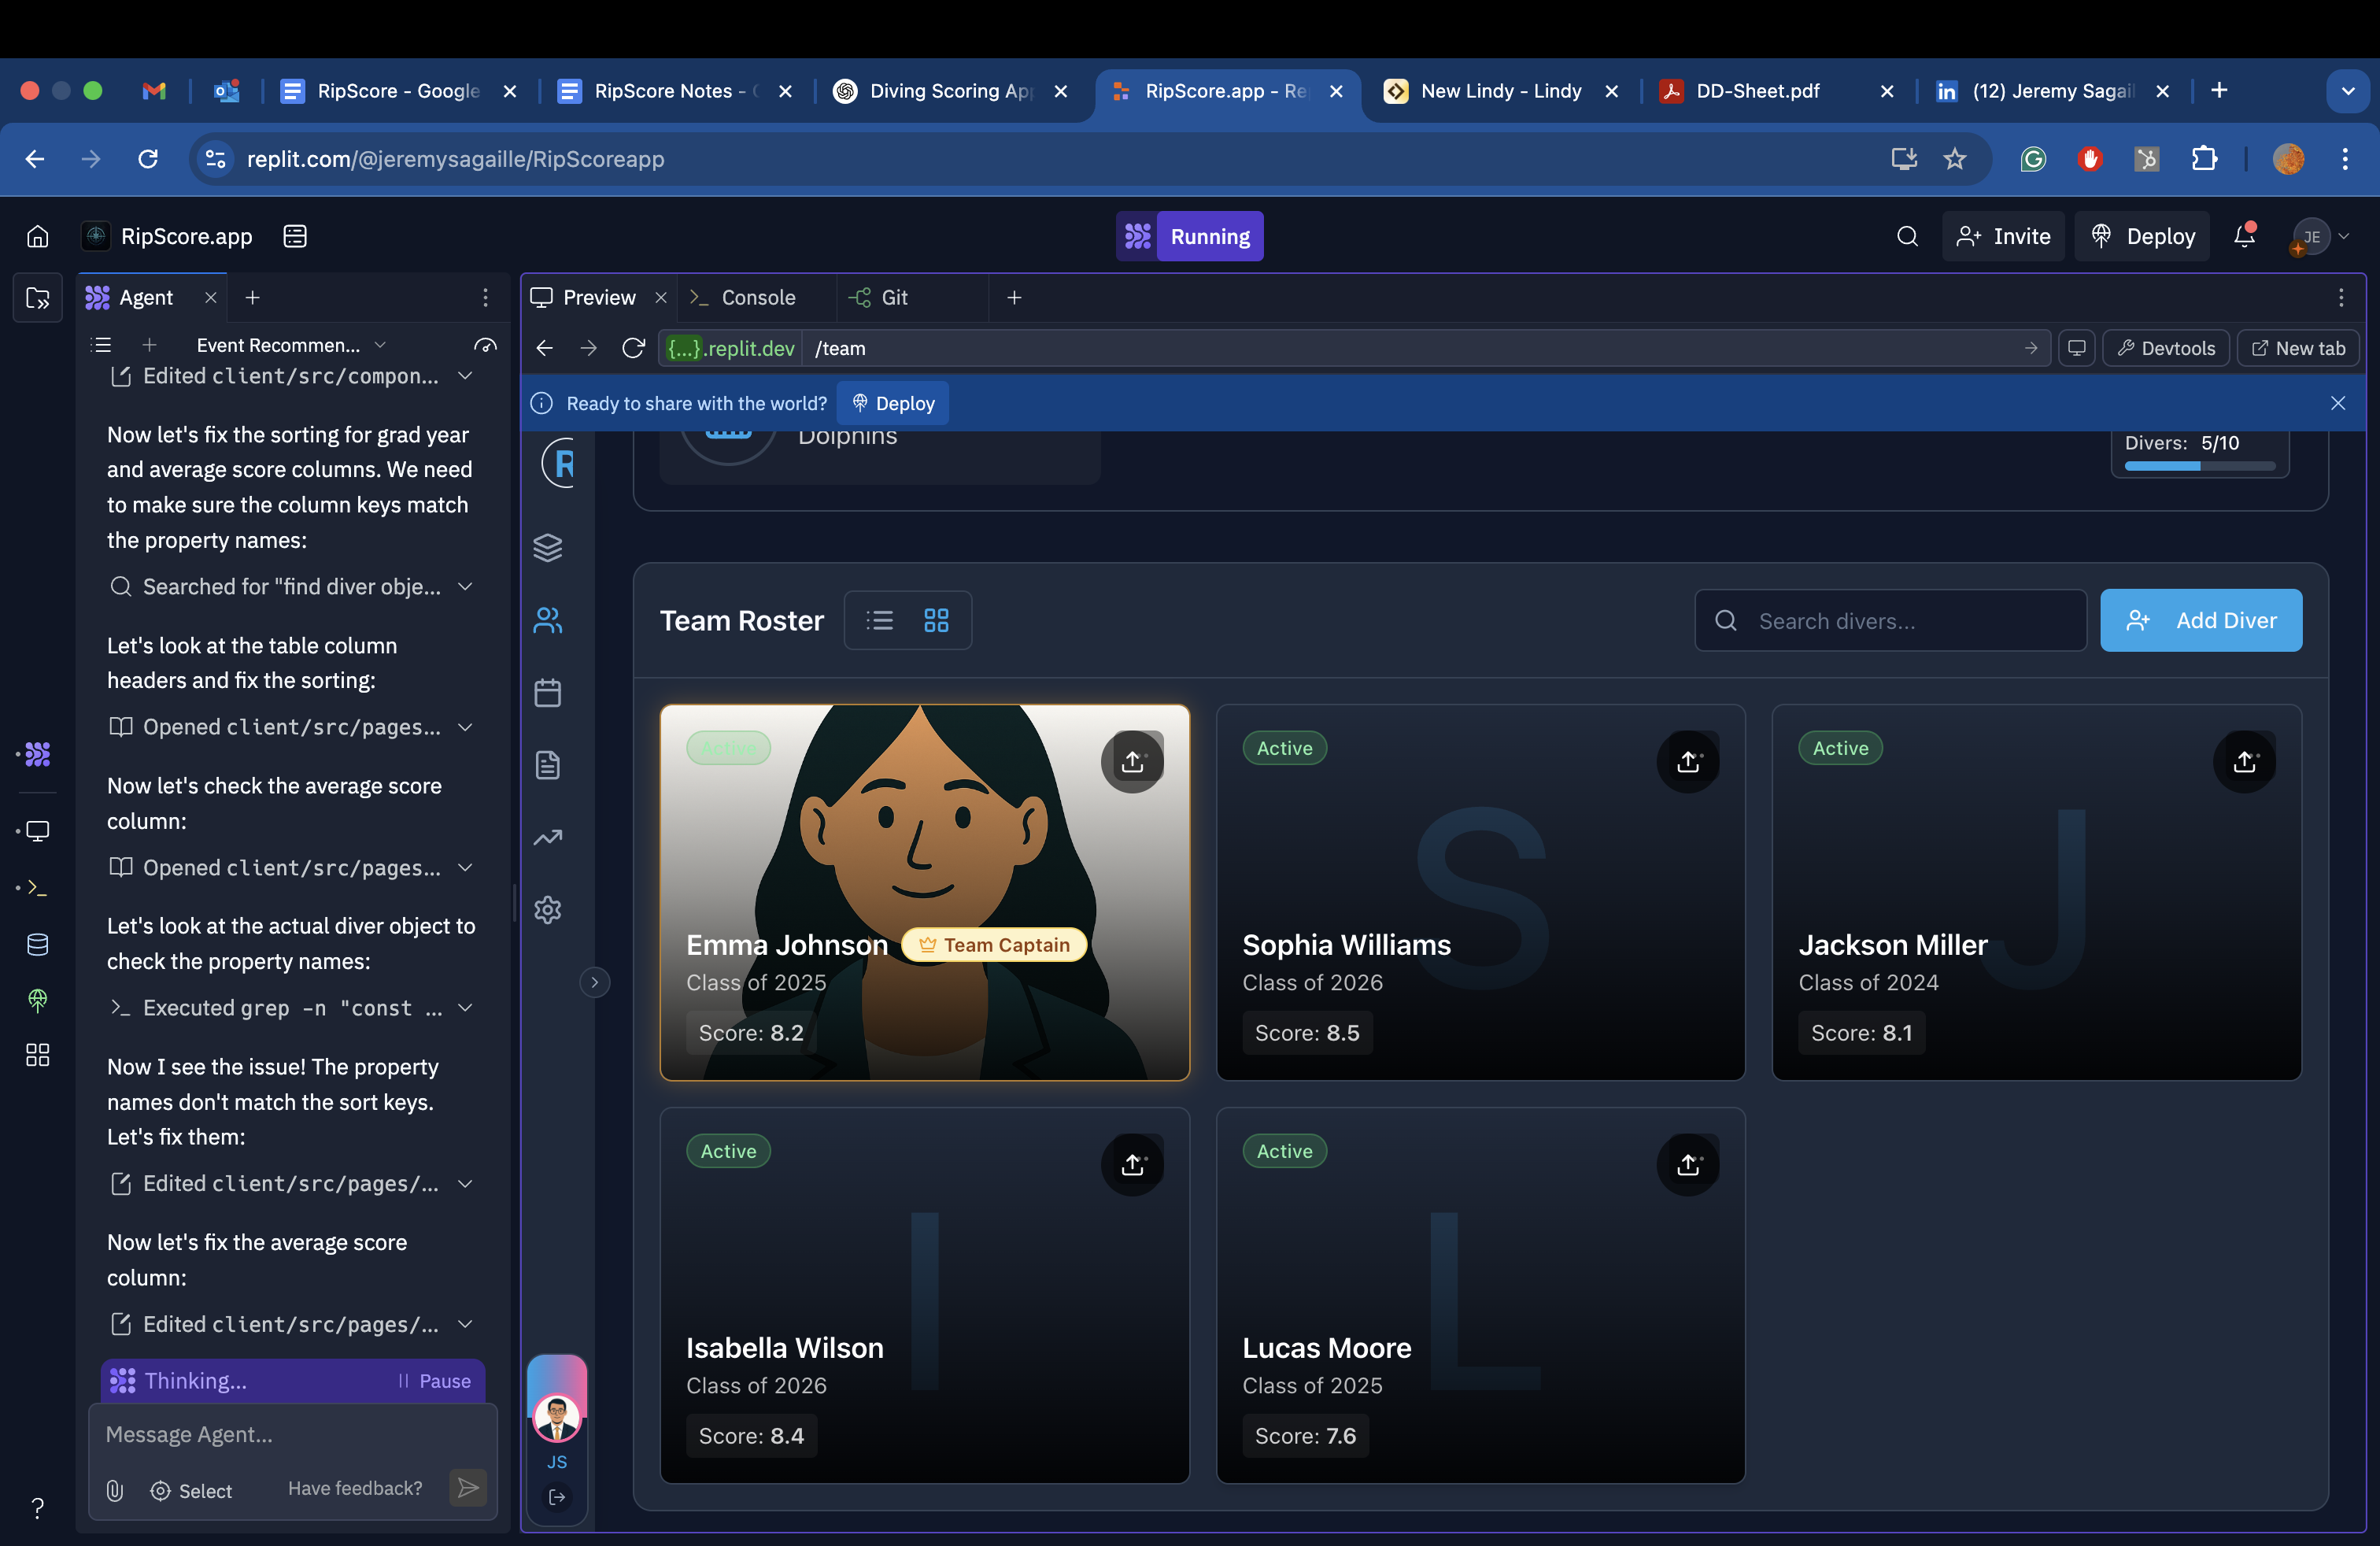 RipScore - Google
RipScore Notes -
Diving Scoring App
RipScore.app - Re
New Lindy - Lindy
DD-Sheet.pdf
(12) Jeremy Sagail
replit.com/@jeremysagaille/RipScoreapp
RipScore.app
Running
Invite
Deploy
JE
Agent
Preview
Console
Git
Event Recommen...
{...}.replit.dev /team
Devtools
New tab
Edited client/src/compon...
Now let's fix the sorting for grad year
and average score columns. We need
to make sure the column keys match
the property names:
Searched for "find diver obje...
Let's look at the table column
headers and fix the sorting:
Opened client/src/pages...
Now let's check the average score
column:
Opened client/src/pages...
Let's look at the actual diver object to
check the property names:
Executed grep -n "const ...
Now I see the issue! The property
names don't match the sort keys.
Let's fix them:
Edited client/src/pages/...
Now let's fix the average score
column:
Edited client/src/pages/...
Thinking...
Pause
Message Agent...
Select
Have feedback?
Ready to share with the world?
Deploy
R
Dolphins
Divers: 5/10
Team Roster
Search divers...
Add Diver
Active
Emma Johnson
Team Captain
Class of 2025
Score: 8.2
Active
S
Sophia Williams
Class of 2026
Score: 8.5
Active
J
Jackson Miller
Class of 2024
Score: 8.1
Active
I
Isabella Wilson
Class of 2026
Score: 8.4
Active
L
Lucas Moore
Class of 2025
Score: 7.6
JS